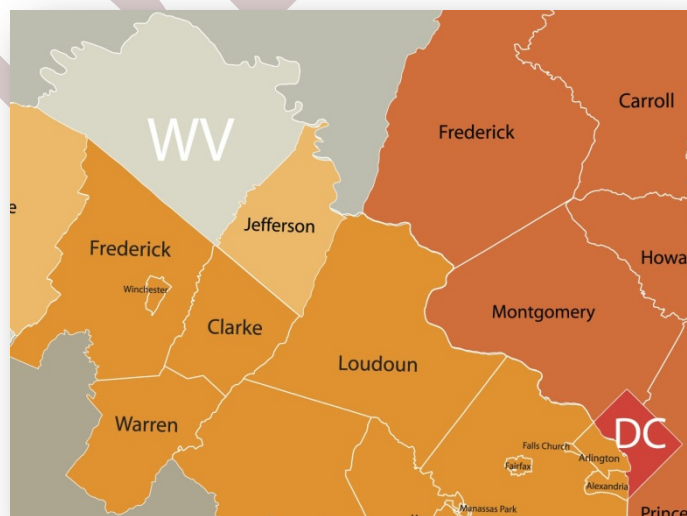 Carroll
Frederick
WV
e
Jefferson
Frederick
Howa
Winchester
Montgomery
Clarke
Loudoun
Warren
DC
Falls Church
Arlington
Fairfax
Alexandria
Manassas Park
Prince